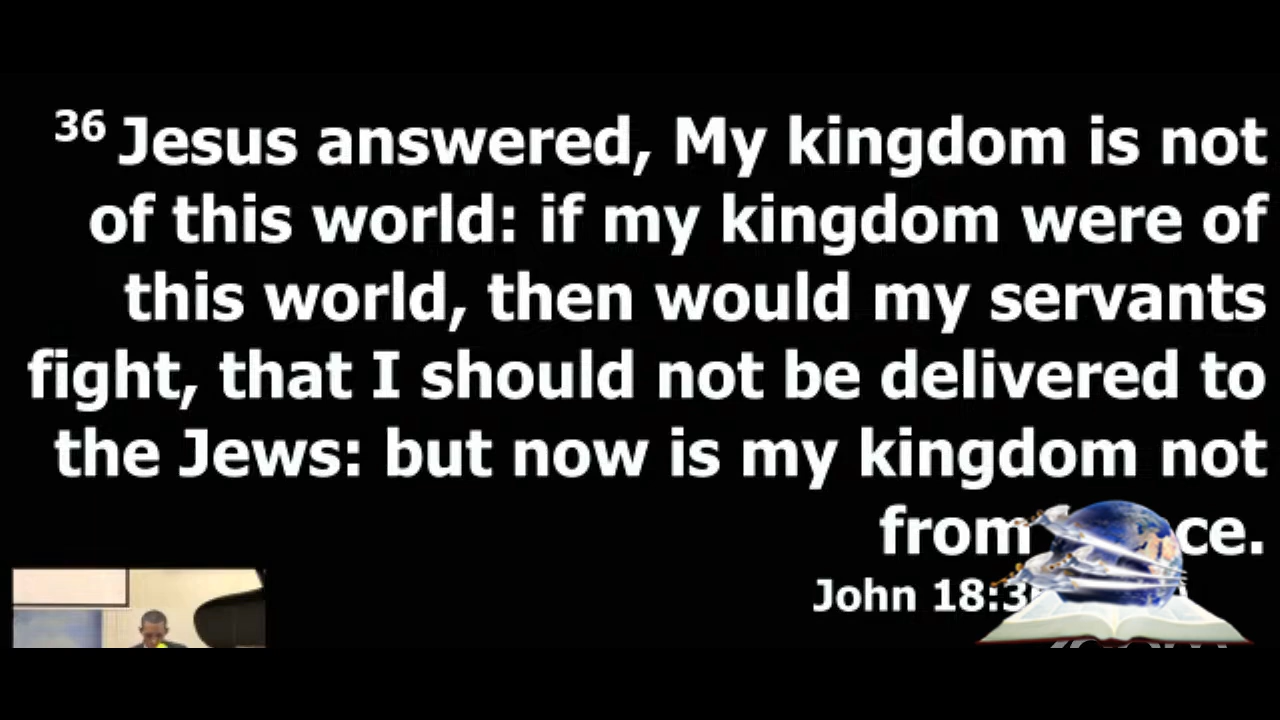 36 Jesus answered, My kingdom is not
of this world: if my kingdom were of
this world, then would my servants
fight, that I should not be delivered to
the Jews: but now is my kingdom not
from
John